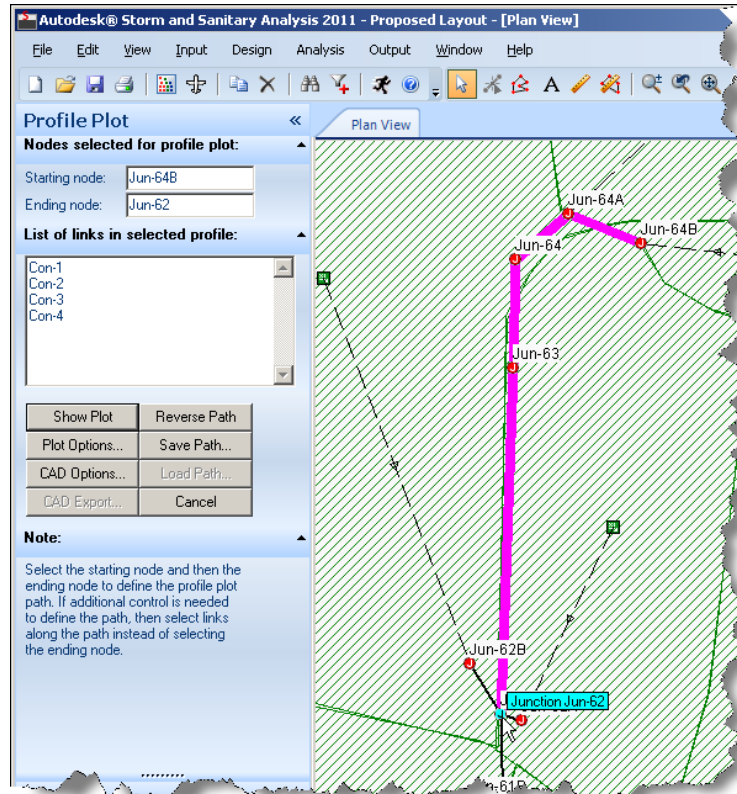 Autodesk® Storm and Sanitary Analysis 2011 - Proposed Layout - [Plan View]
File Edit View Input Design Analysis Output Window Help
Profile Plot «
Plan View
Nodes selected for profile plot:
Starting node: Jun-64B
Ending node: Jun-62
List of links in selected profile:
Con-1
Con-2
Con-3
Con-4
Show Plot Reverse Path
Plot Options... Save Path...
CAD Options... Load Path...
CAD Export... Cancel
Note:
Select the starting node and then the
ending node to define the profile plot
path. If additional control is needed
to define the path, then select links
along the path instead of selecting
the ending node.
Jun-64A
Jun-64B
Jun-64
Jun-63
Jun-62B
Junction Jun-62